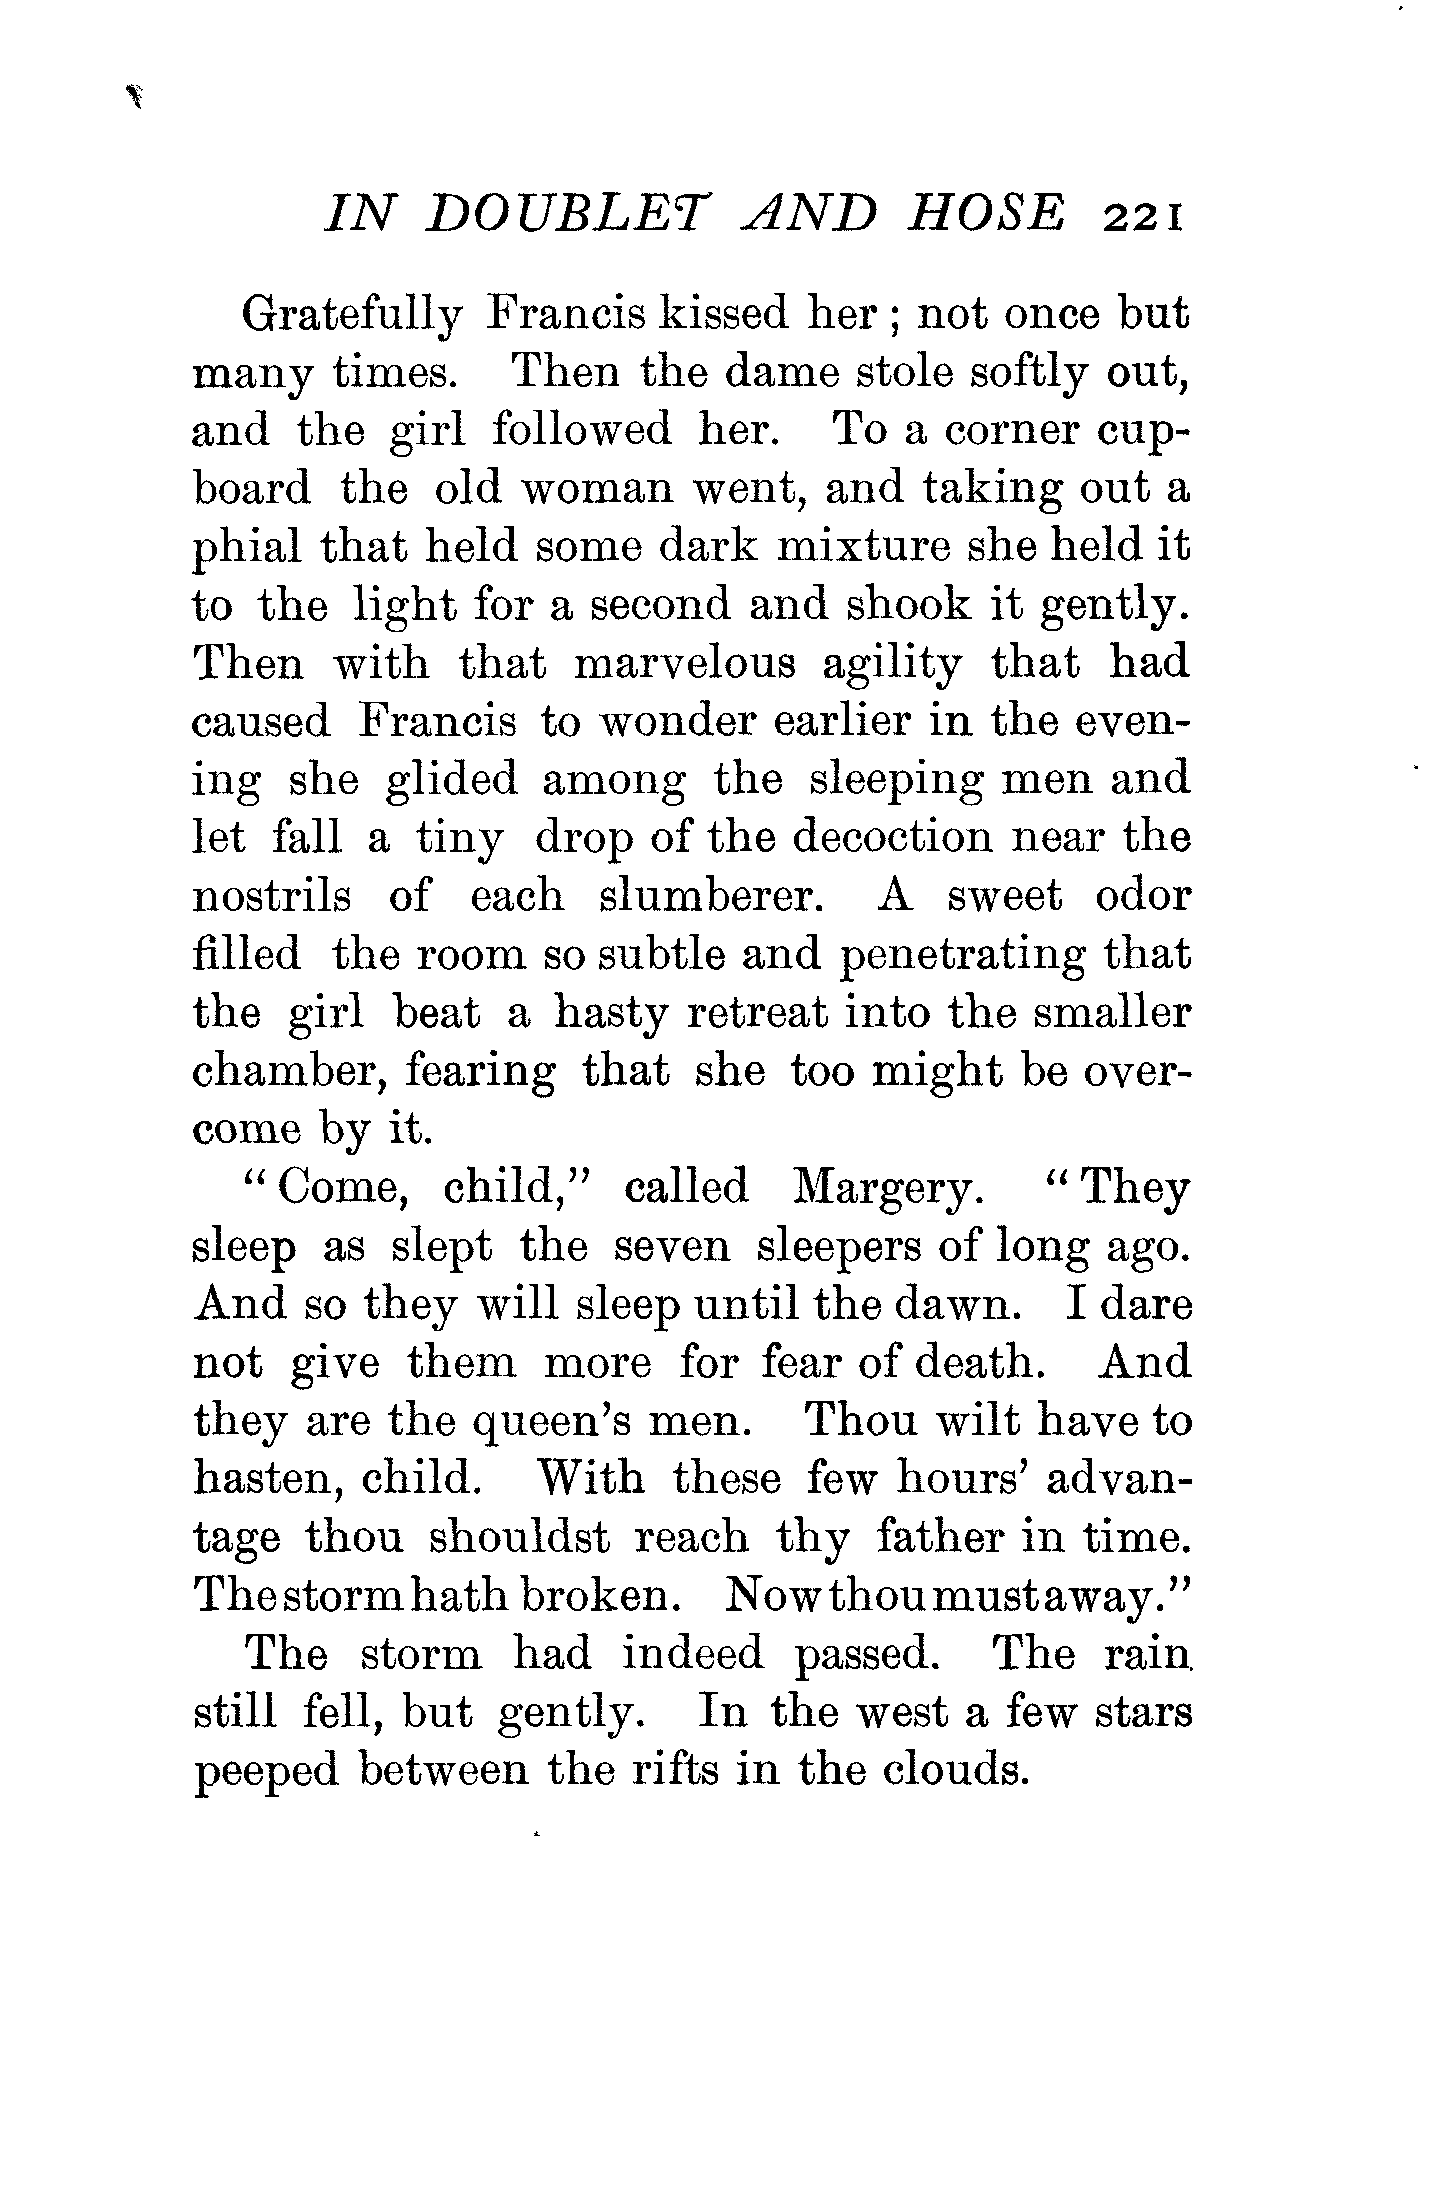 IN DOUBLET AND HOSE 221
Gratefully Francis kissed her; not once but
many times. Then the dame stole softly out,
and the girl followed her. To a corner cup-
board the old woman went, and taking out a
phial that held some dark mixture she held it
to the light for a second and shook it gently.
Then with that marvelous agility that had
caused Francis to wonder earlier in the even-
ing she glided among the sleeping men and
let fall a tiny drop of the decoction near the
nostrils of each slumberer. A sweet odor
filled the room so subtle and penetrating that
the girl beat a hasty retreat into the smaller
chamber, fearing that she too might be over-
come by it.
"Come, child," called Margery. "They
sleep as slept the seven sleepers of long ago.
And so they will sleep until the dawn. I dare
not give them more for fear of death. And
they are the queen's men. Thou wilt have to
hasten, child. With these few hours' advan-
tage thou shouldst reach thy father in time.
The storm hath broken. Now thou must away."
The storm had indeed passed. The rain
still fell, but gently. In the west a few stars
peeped between the rifts in the clouds.